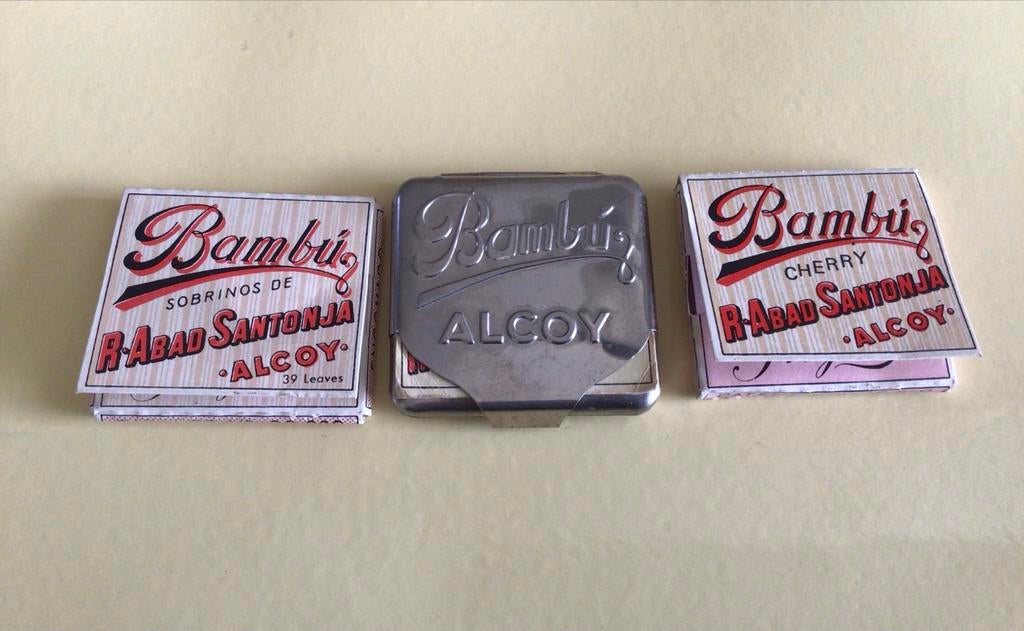 Bambú
SOBRINOS DE
R·ABAD SANTONJA
·ALCOY·
39 Leaves
Bambú
ALCOY
Bambú
CHERRY
R·ABAD SANTONJA
·ALCOY·